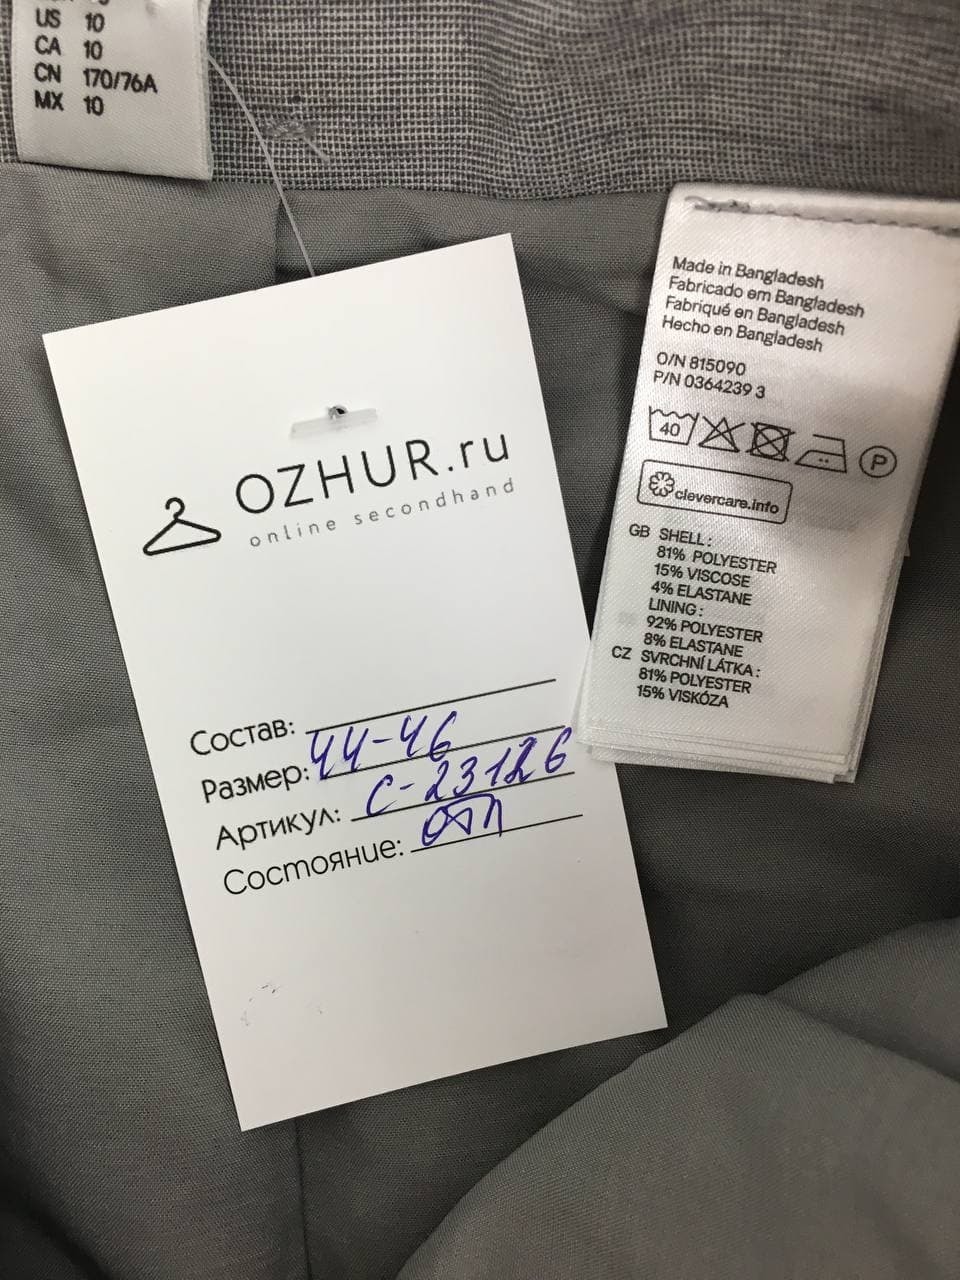 US 10
CA 10
CN 170/76A
MX 10
OZHUR.ru
online secondhand
Состав:
Размер: 44-46
Артикул: С-23126
Состояние: отл
Made in Bangladesh
Fabricado em Bangladesh
Fabriqué en Bangladesh
Hecho en Bangladesh
O/N 815090
P/N 0364239 3
40 P
clevercare.info
GB SHELL:
81% POLYESTER
15% VISCOSE
4% ELASTANE
LINING:
92% POLYESTER
8% ELASTANE
CZ SVRCHNÍ LÁTKA:
81% POLYESTER
15% VISKÓZA